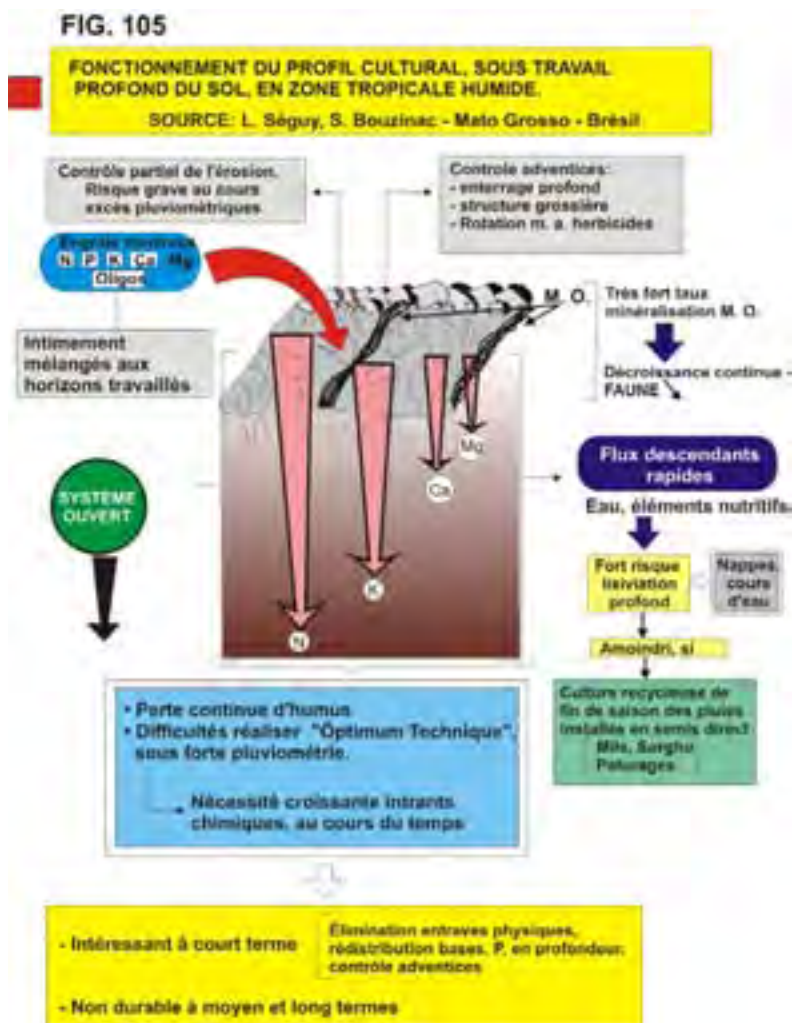 FIG. 105
FONCTIONNEMENT DU PROFIL CULTURAL, SOUS TRAVAIL
PROFOND DU SOL, EN ZONE TROPICALE HUMIDE.
SOURCE: L. Séguy, S. Bouzinac - Mato Grosso - Brésil
Contrôle partiel de l'érosion.
Risque grave au cours
excès pluviométriques
Controle adventices:
- enterrage profond
- structure grossière
- Rotation m. a. herbicides
Engrais minéraux
N P K Ca Mg
Oligos
Intimement
mélangés aux
horizons travaillés
M. O.
Très fort taux
minéralisation M. O.
Décroissance continue -
FAUNE
Mg
Ca
K
N
SYSTÈME
OUVERT
Flux descendants
rapides
Eau, éléments nutritifs.
Fort risque
lixiviation
profond
Nappes,
cours
d'eau
Amoindri, si
Culture recycleuse de
fin de saison des pluies
installés en semis direct
Mils, Sorgho
Paturages
• Perte continue d'humus
• Difficultés réaliser "Optimum Technique",
sous forte pluviométrie.
Nécessité croissante intrants
chimiques, au cours du temps
- Intéressant à court terme
Élimination entraves physiques,
rédistribution bases, P, en profondeur,
contrôle adventices
- Non durable à moyen et long termes